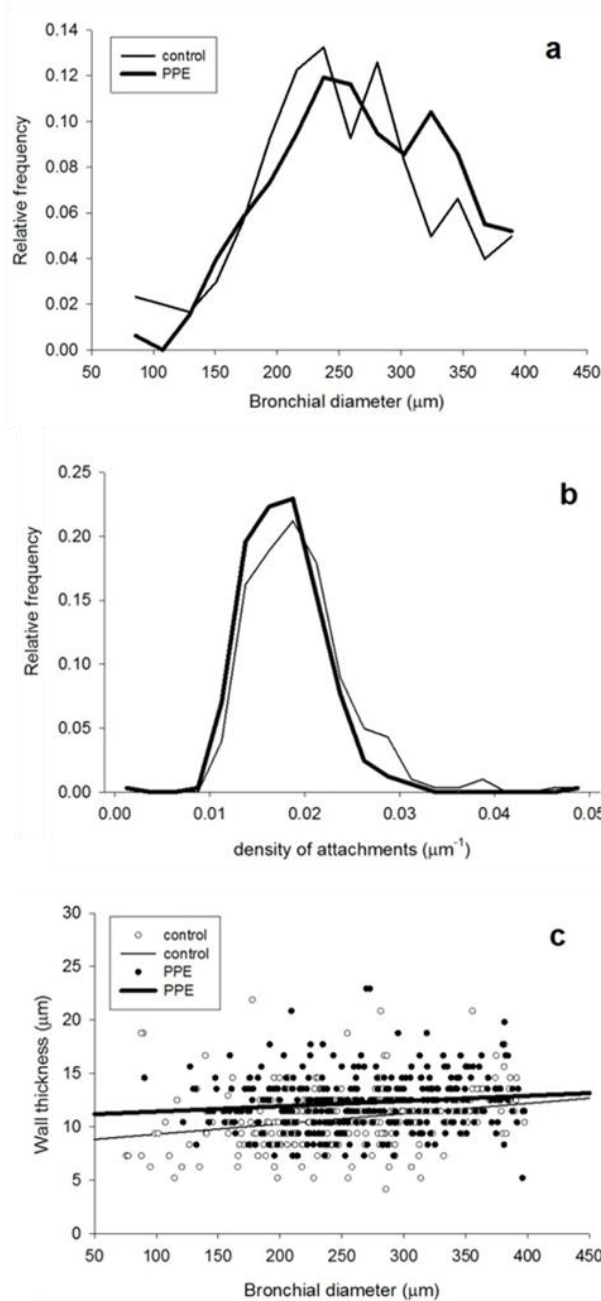 a
control
PPE
0.14
0.12
0.10
0.08
0.06
0.04
0.02
0.00
Relative frequency
50 100 150 200 250 300 350 400 450
Bronchial diameter (μm)
b
0.25
0.20
0.15
0.10
0.05
0.00
Relative frequency
0.00 0.01 0.02 0.03 0.04 0.05
density of attachments (μm⁻¹)
c
control
control
PPE
PPE
30
25
20
15
10
5
0
Wall thickness (μm)
50 100 150 200 250 300 350 400 450
Bronchial diameter (μm)